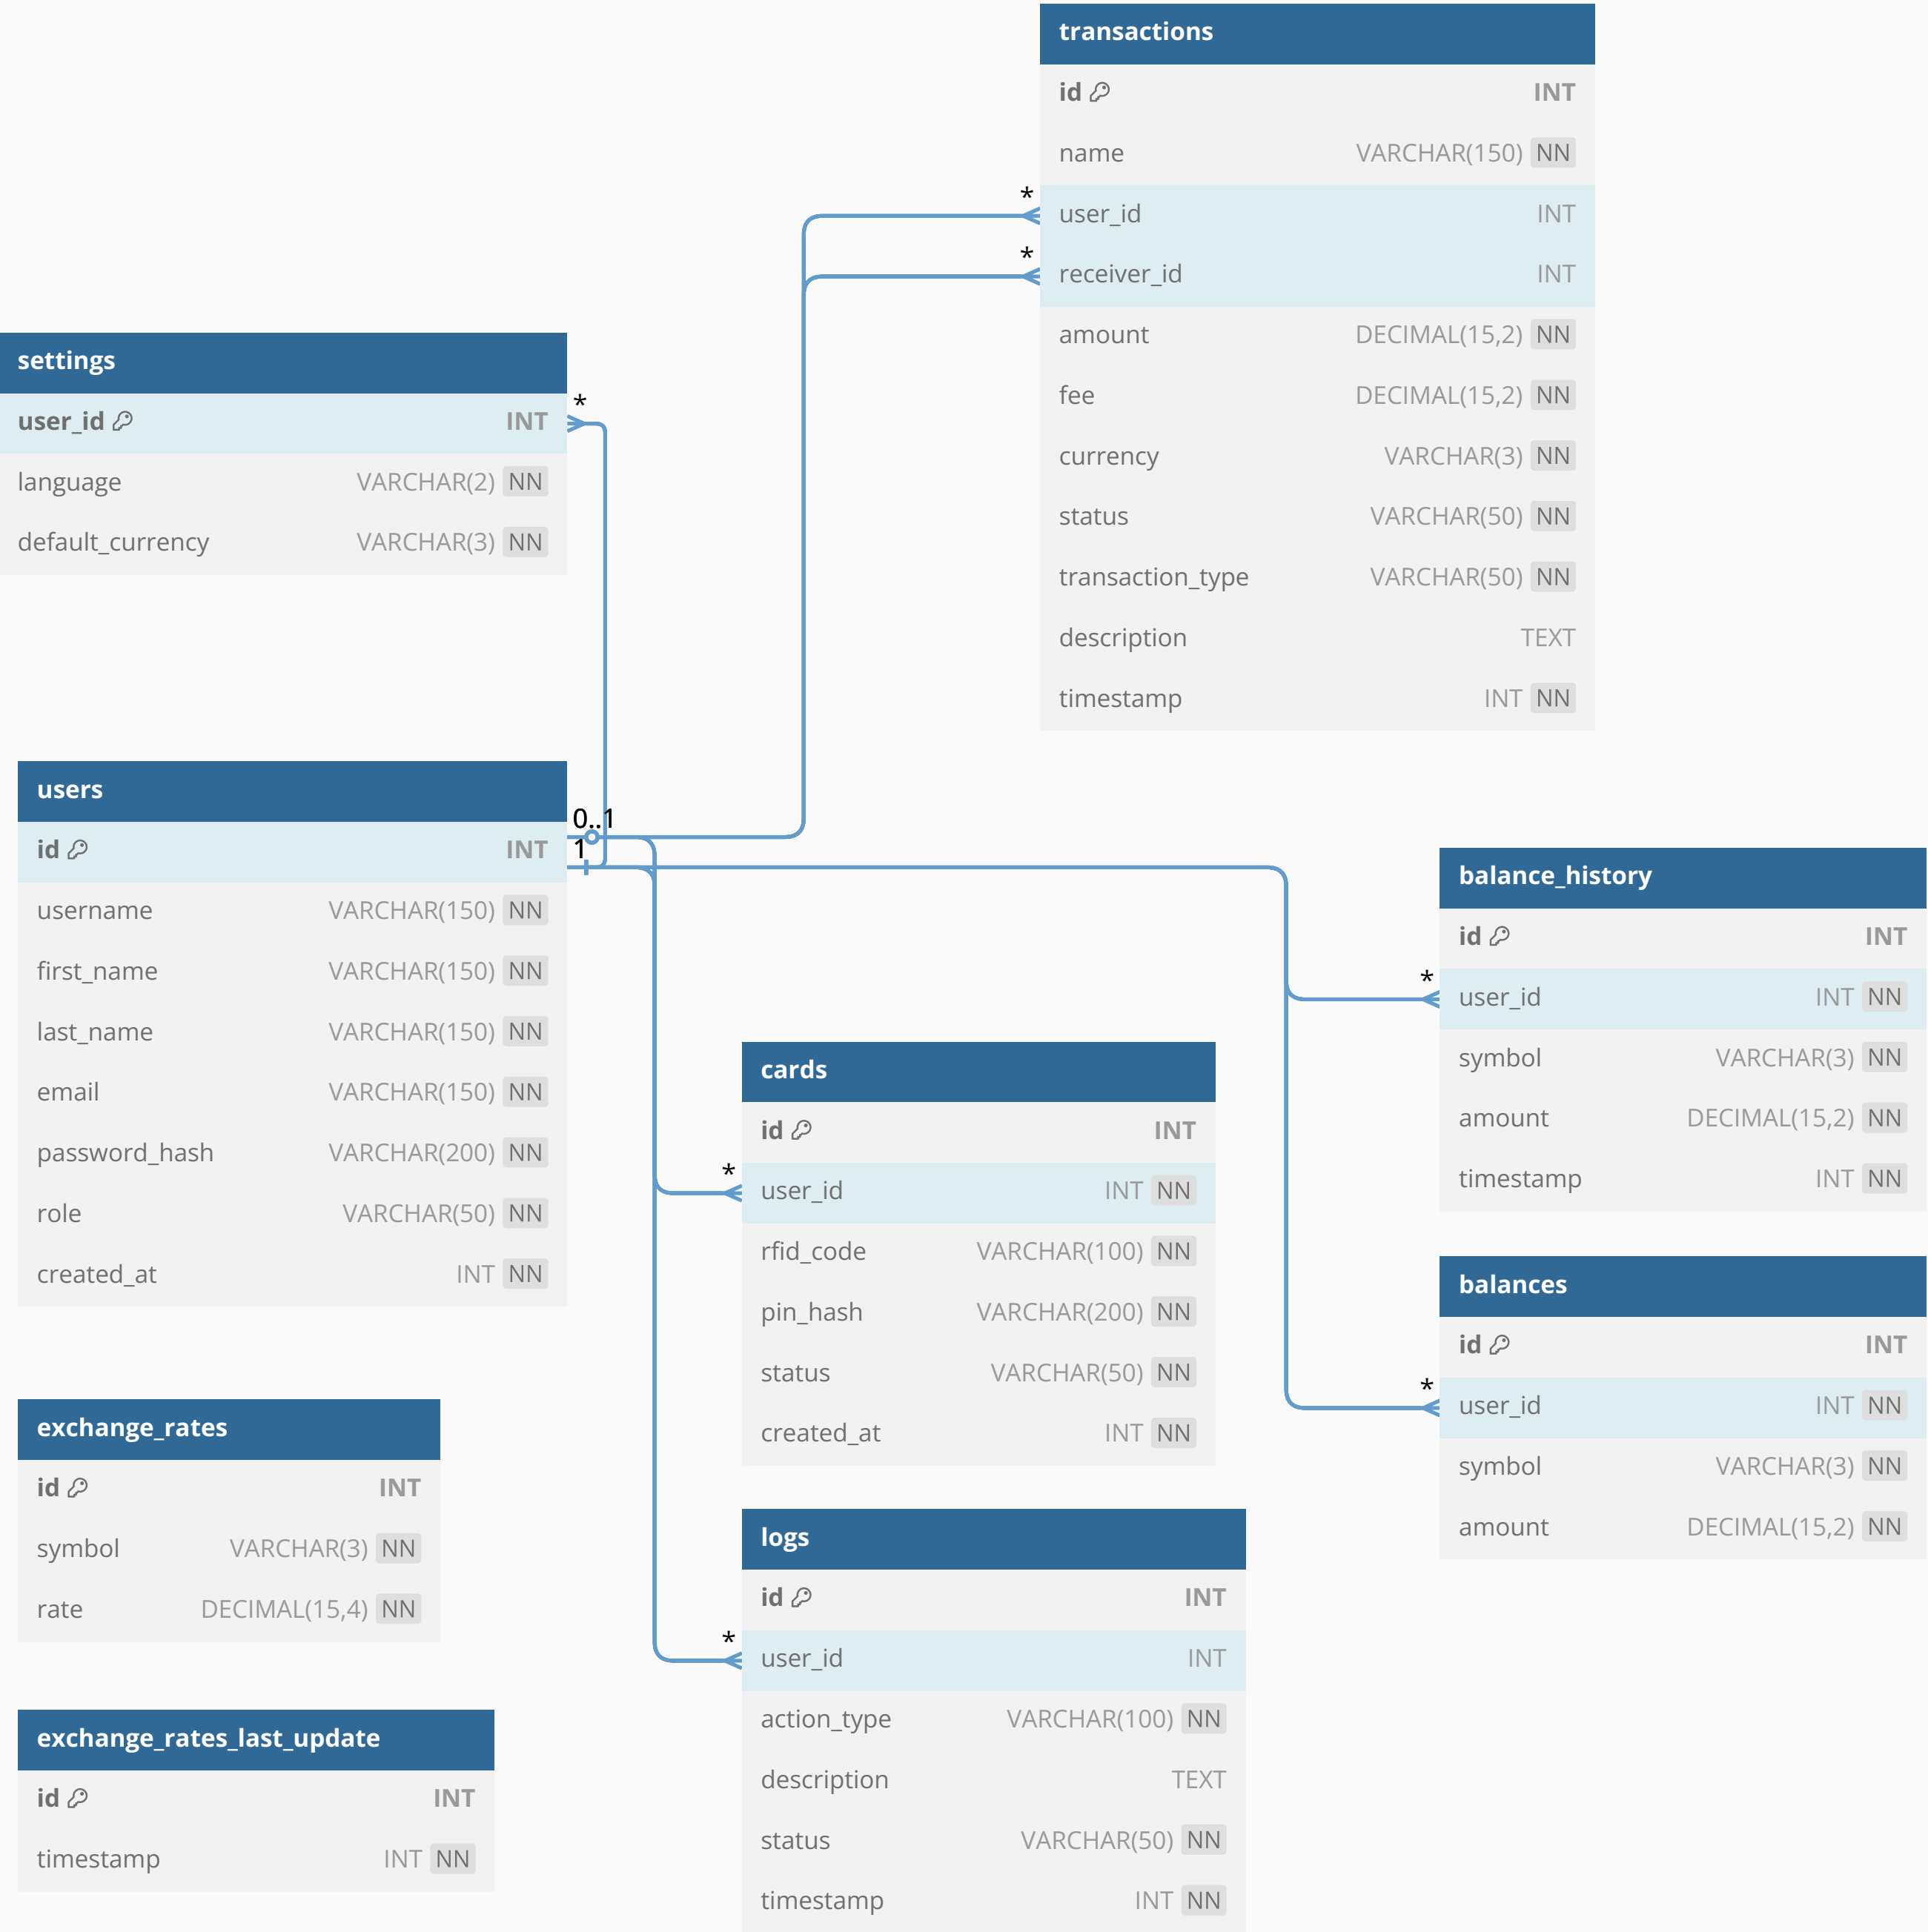 transactions
id INT
name VARCHAR(150) NN
* user_id INT
* receiver_id INT
amount DECIMAL(15,2) NN
fee DECIMAL(15,2) NN
currency VARCHAR(3) NN
status VARCHAR(50) NN
transaction_type VARCHAR(50) NN
description TEXT
timestamp INT NN
settings
user_id INT *
language VARCHAR(2) NN
default_currency VARCHAR(3) NN
users
0..1
id INT 1
username VARCHAR(150) NN
first_name VARCHAR(150) NN
last_name VARCHAR(150) NN
email VARCHAR(150) NN
password_hash VARCHAR(200) NN
role VARCHAR(50) NN
created_at INT NN
balance_history
id INT
* user_id INT NN
symbol VARCHAR(3) NN
amount DECIMAL(15,2) NN
timestamp INT NN
cards
id INT
* user_id INT NN
rfid_code VARCHAR(100) NN
pin_hash VARCHAR(200) NN
status VARCHAR(50) NN
created_at INT NN
balances
id INT
* user_id INT NN
symbol VARCHAR(3) NN
amount DECIMAL(15,2) NN
exchange_rates
id INT
symbol VARCHAR(3) NN
rate DECIMAL(15,4) NN
logs
id INT
* user_id INT
action_type VARCHAR(100) NN
description TEXT
status VARCHAR(50) NN
timestamp INT NN
exchange_rates_last_update
id INT
timestamp INT NN